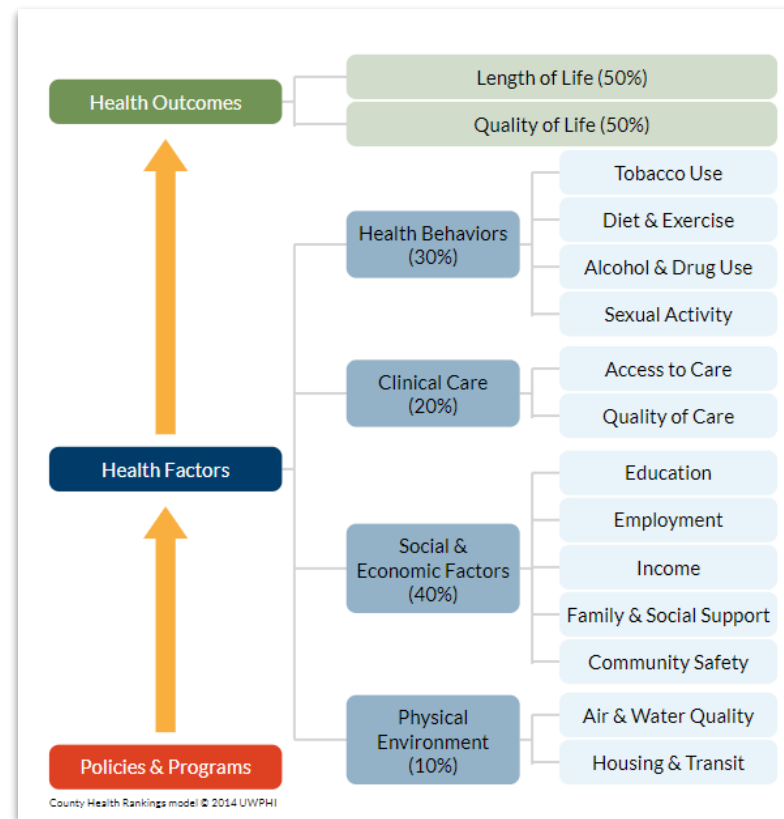 Health Outcomes
Length of Life (50%)
Quality of Life (50%)
Health Behaviors
(30%)
Tobacco Use
Diet & Exercise
Alcohol & Drug Use
Sexual Activity
Clinical Care
(20%)
Access to Care
Quality of Care
Health Factors
Social &
Economic Factors
(40%)
Education
Employment
Income
Family & Social Support
Community Safety
Physical
Environment
(10%)
Air & Water Quality
Housing & Transit
Policies & Programs
County Health Rankings model © 2014 UWPHI